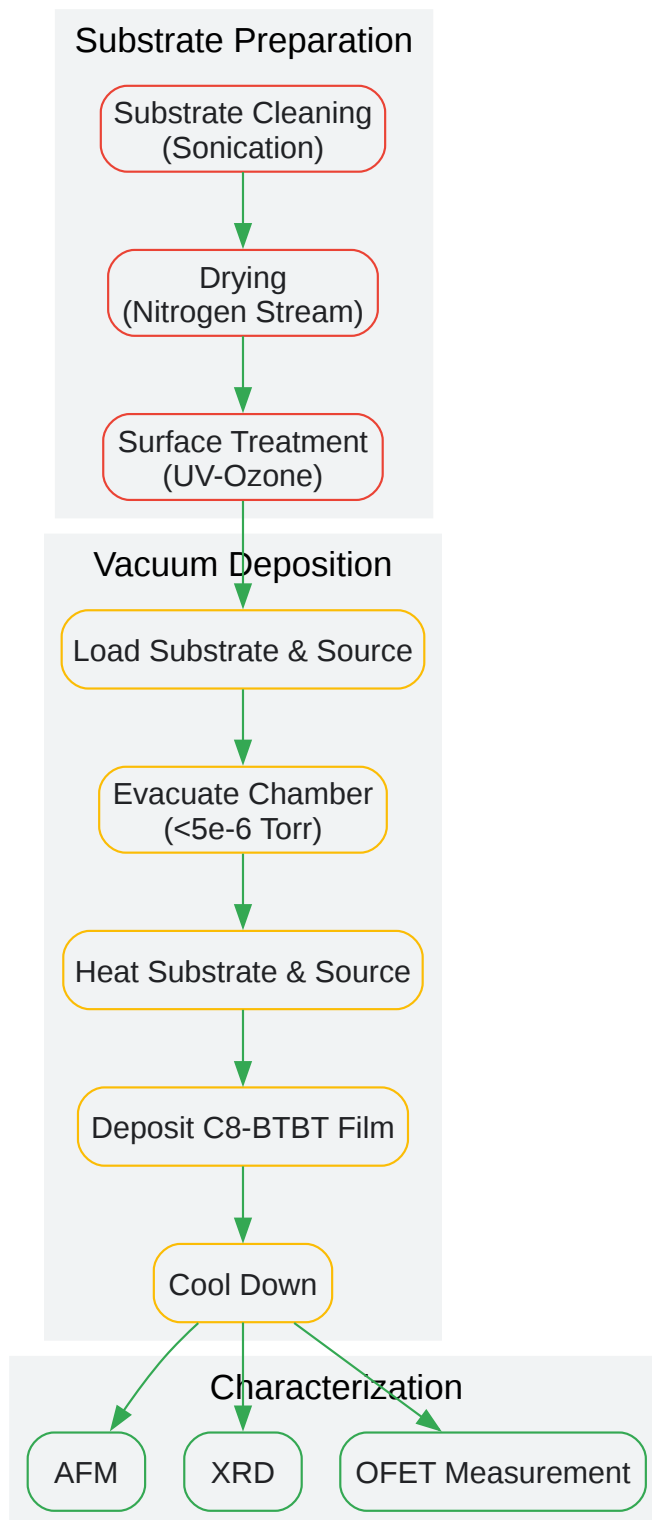 Substrate Preparation
Substrate Cleaning
(Sonication)
Drying
(Nitrogen Stream)
Surface Treatment
(UV-Ozone)
Vacuum Deposition
Load Substrate & Source
Evacuate Chamber
(<5e-6 Torr)
Heat Substrate & Source
Deposit C8-BTBT Film
Cool Down
Characterization
AFM
XRD
OFET Measurement